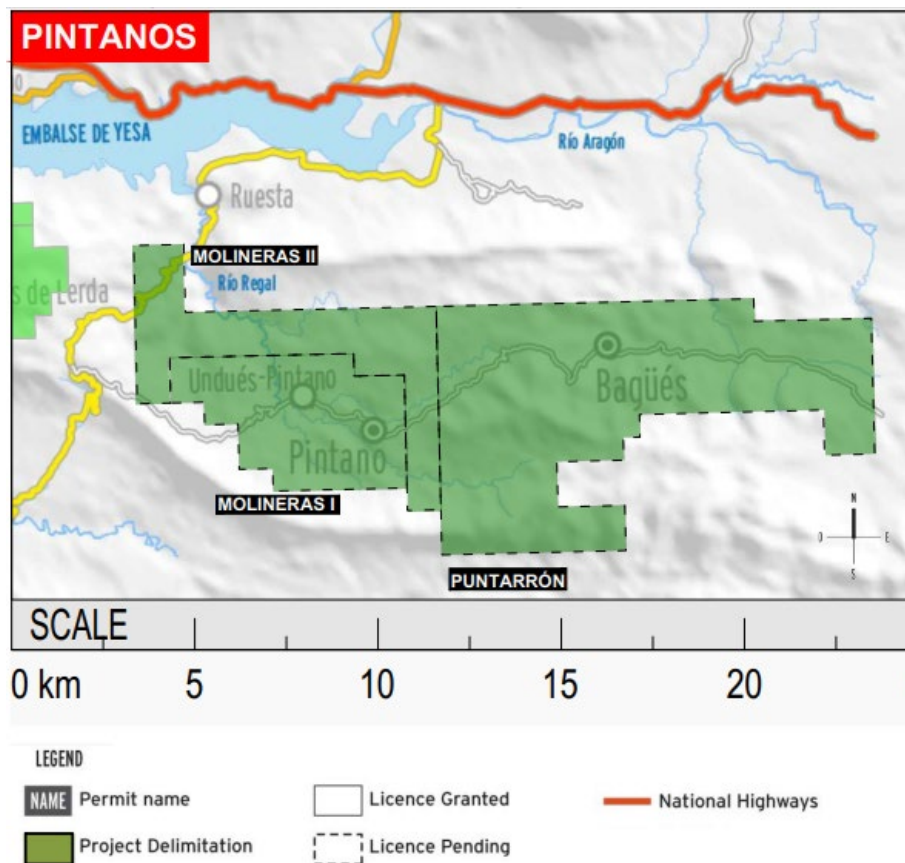 PINTANOS
EMBALSE DE YESA
Río Aragón
Ruesta
MOLINERAS II
Río Regal
s de Lerda
Undués-Pintano
Bagüés
Pintano
MOLINERAS I
N
O
E
S
PUNTARRÓN
SCALE
0 km 5 10 15 20
LEGEND
NAME Permit name
Licence Granted
National Highways
Project Delimitation
Licence Pending